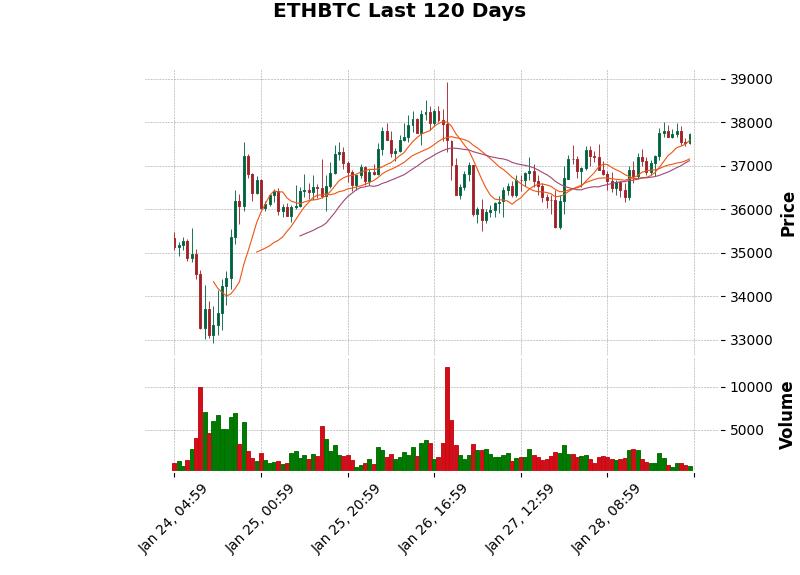 ETHBTC Last 120 Days
39000
38000
37000
36000
35000
34000
33000
Price
10000
5000
Volume
Jan 24, 04:59
Jan 25, 00:59
Jan 25, 20:59
Jan 26, 16:59
Jan 27, 12:59
Jan 28, 08:59